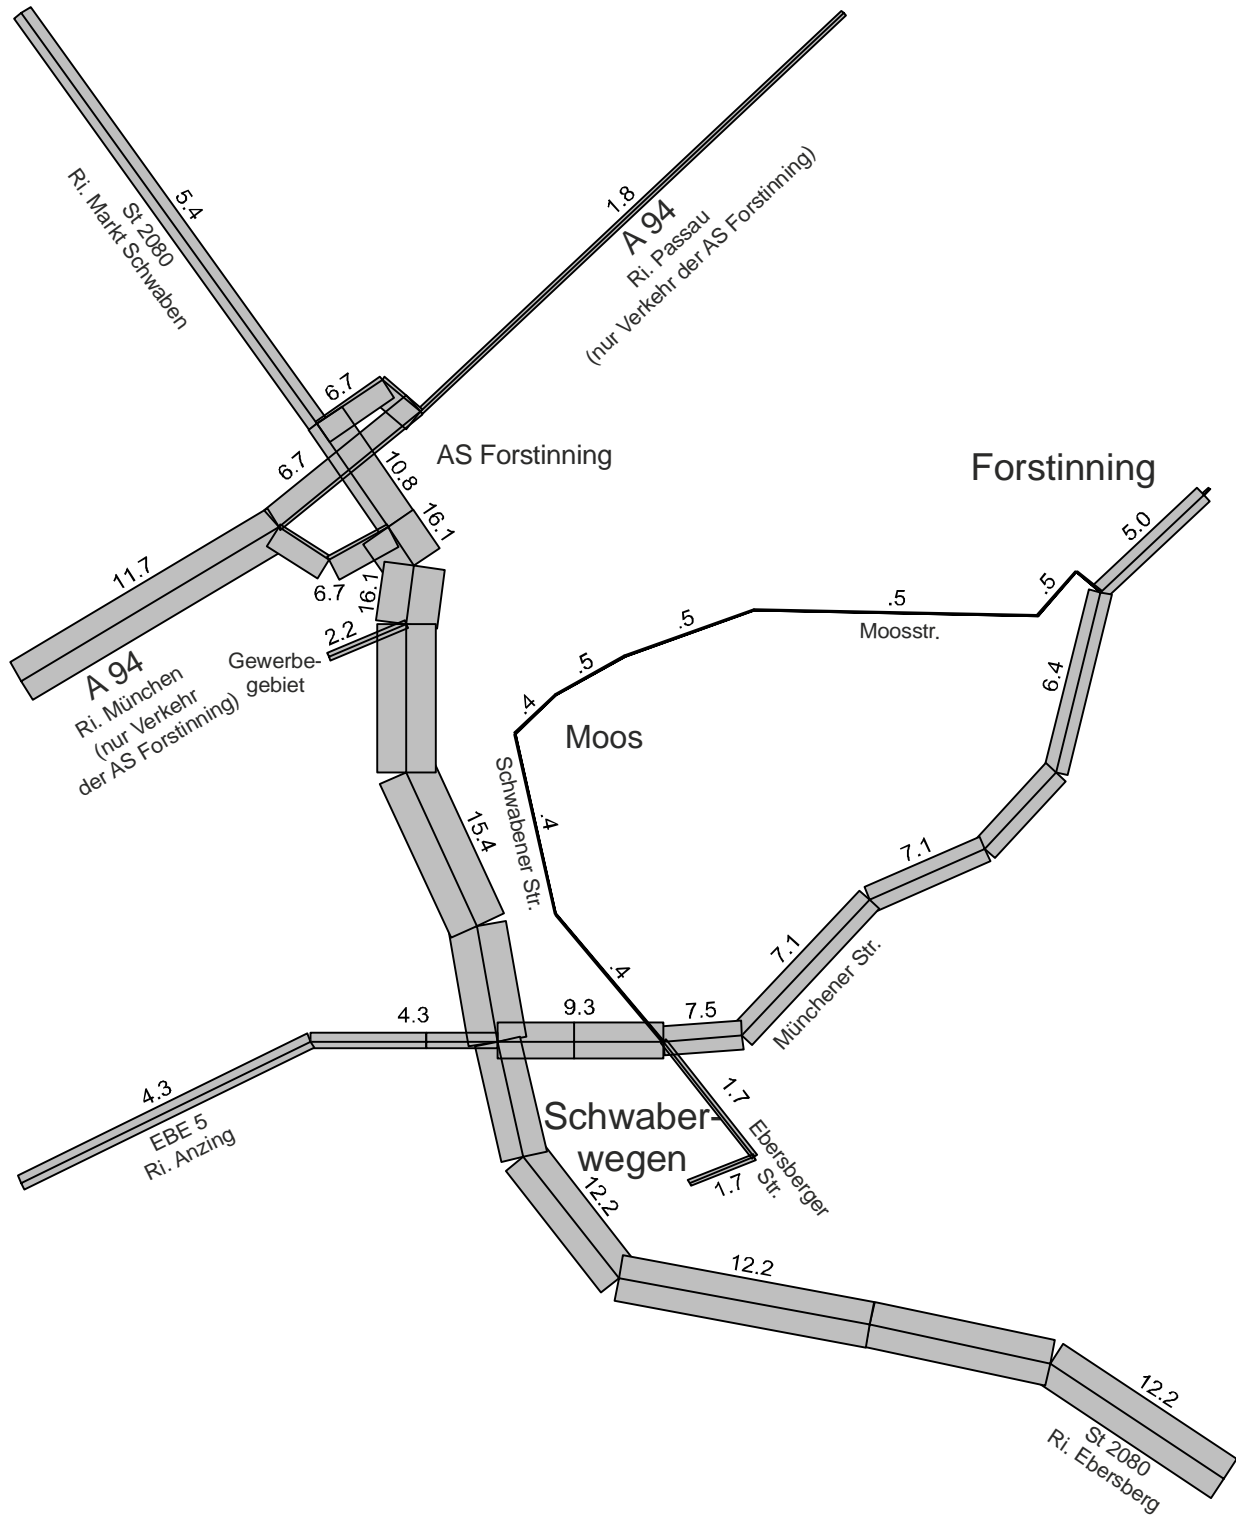 5.4
St 2080
Ri. Markt Schwaben
1.8
A 94
Ri. Passau
(nur Verkehr der AS Forstinning)
6.7
6.7
10.8
16.1
AS Forstinning
Forstinning
5.0
11.7
6.7
16.1
2.2
Gewerbe-
gebiet
A 94
Ri. München
(nur Verkehr
der AS Forstinning)
.5
.5
.5
.5
Moosstr.
.4
Moos
6.4
Schwabener Str.
.4
15.4
7.1
7.1
Münchener Str.
.4
4.3
9.3
7.5
4.3
EBE 5
Ri. Anzing
1.7
Schwaber-
wegen
Ebersberger
Str.
1.7
12.2
12.2
12.2
St 2080
Ri. Ebersberg